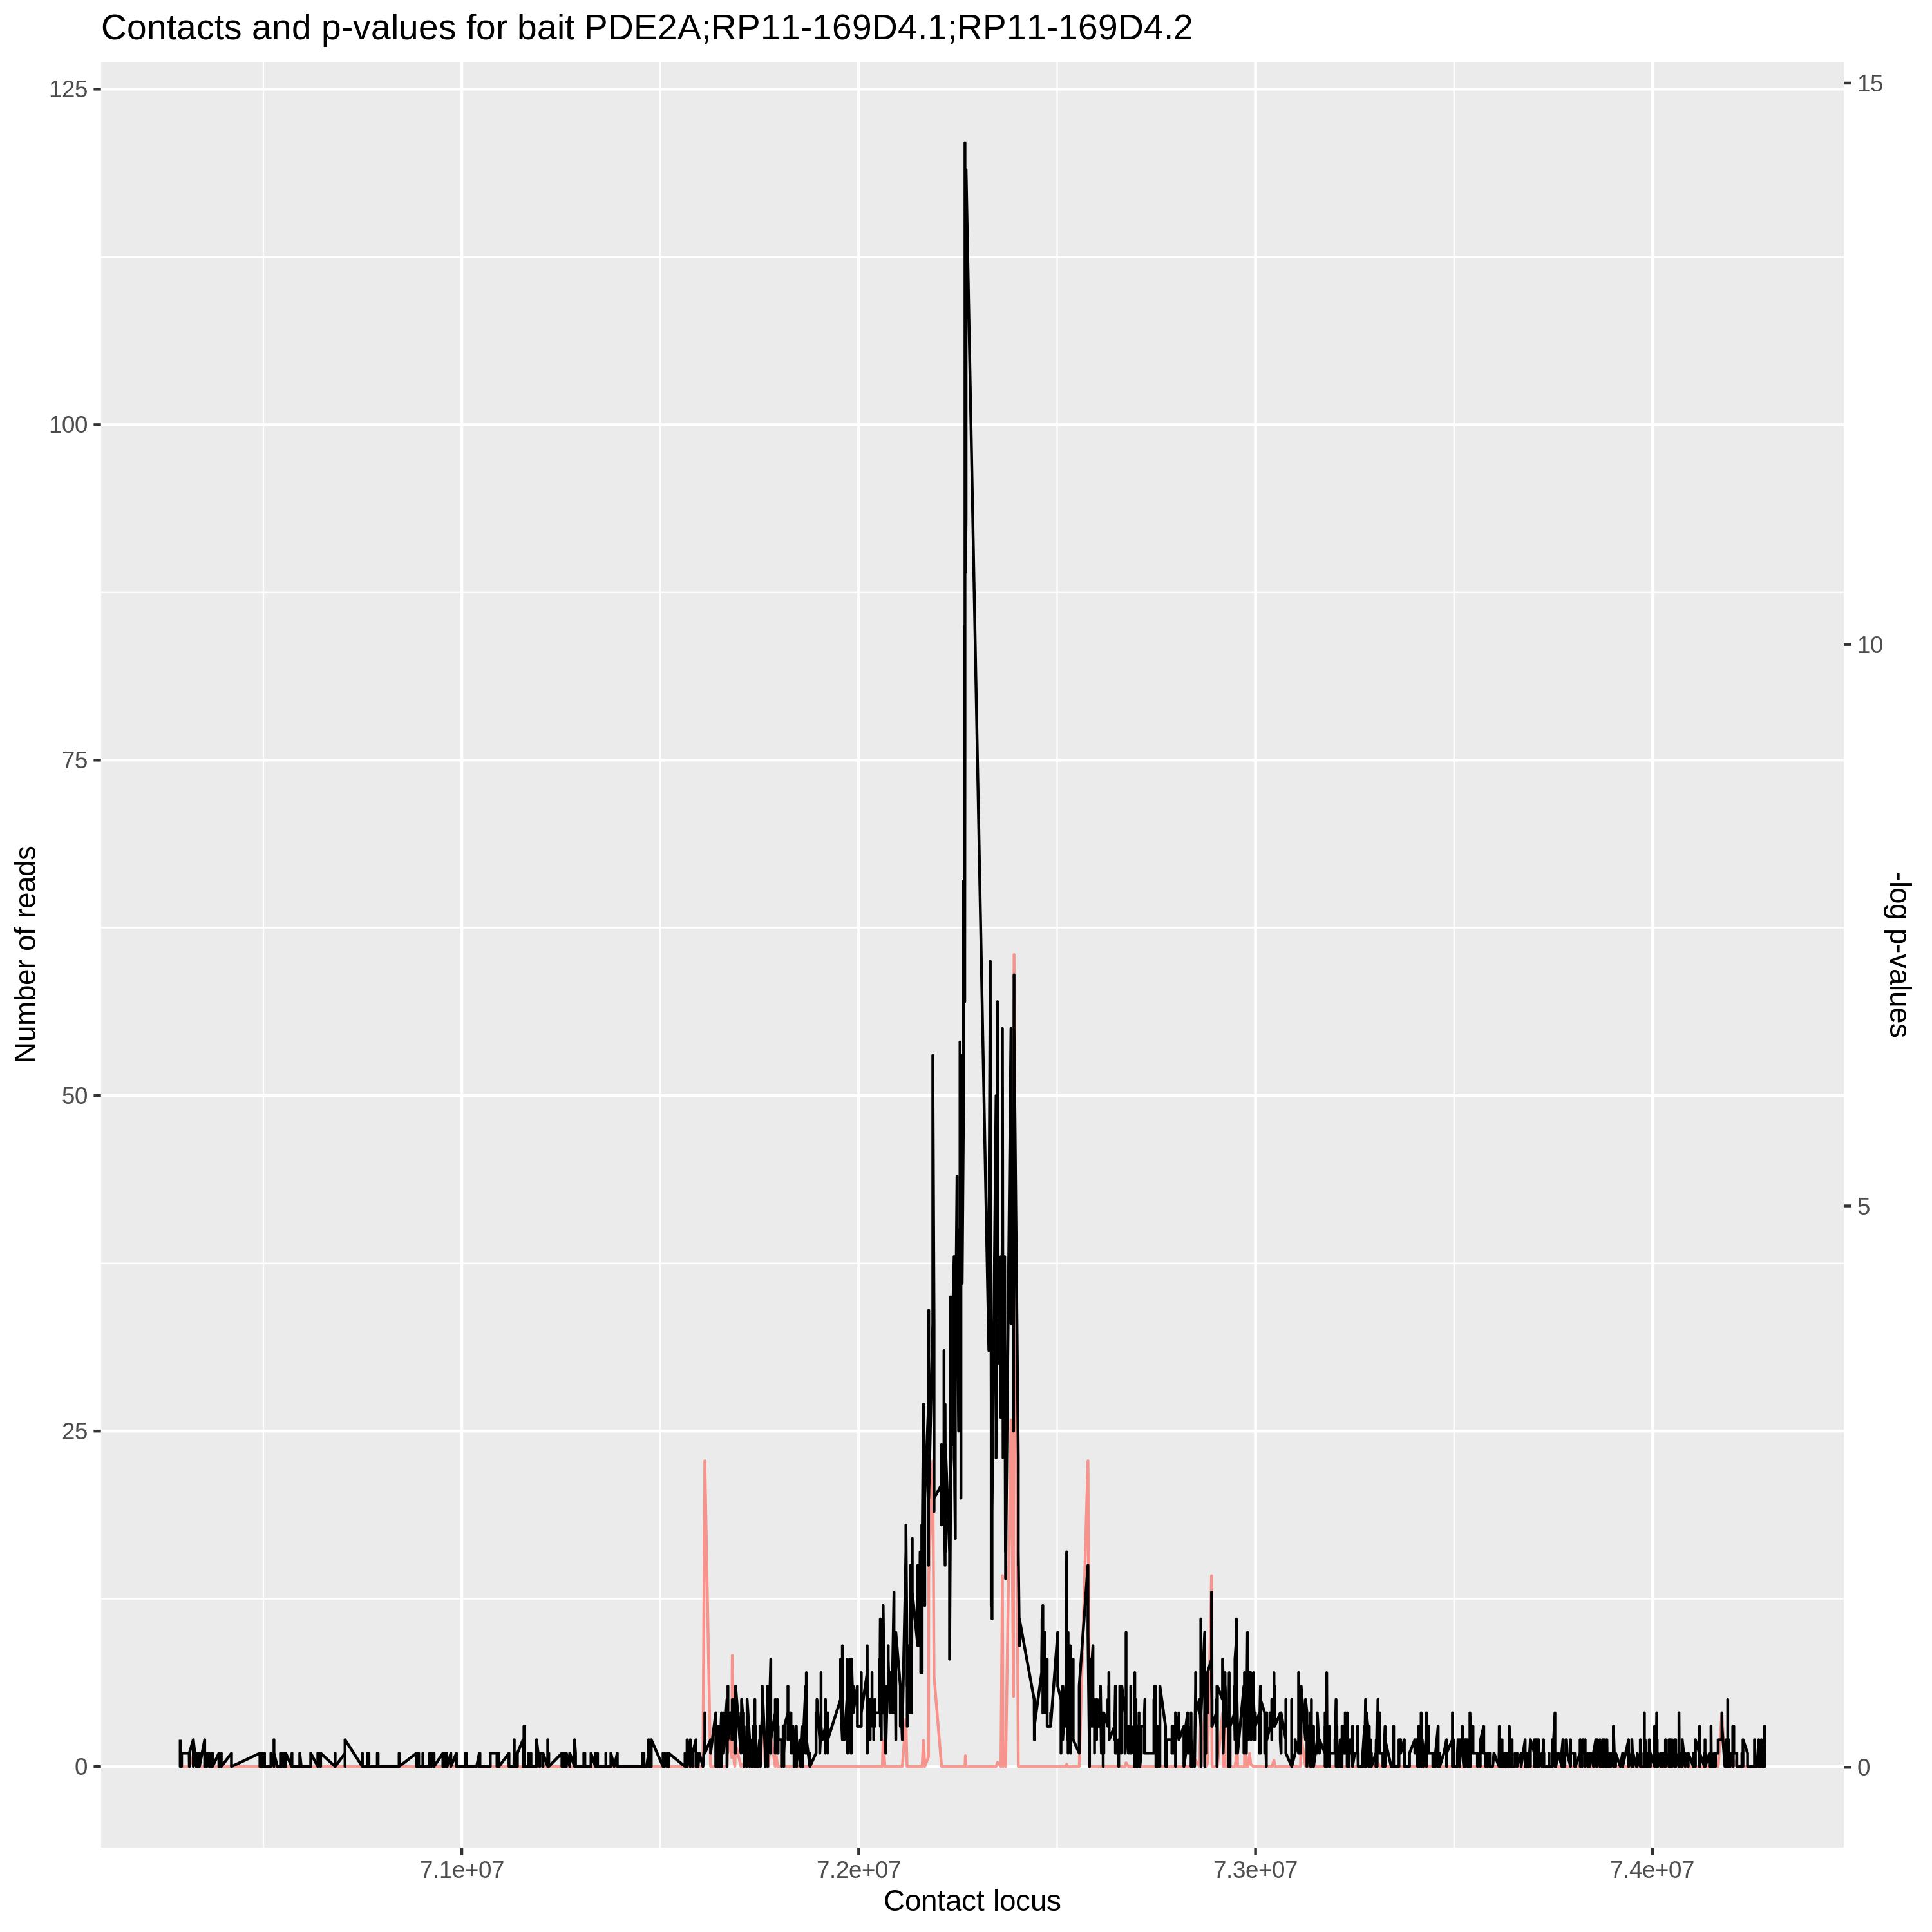 Contacts and p-values for bait PDE2A;RP11-169D4.1;RP11-169D4.2
125
100
75
50
25
0
15
10
5
0
Number of reads
-log p-values
7.1e+07 7.2e+07 7.3e+07 7.4e+07
Contact locus